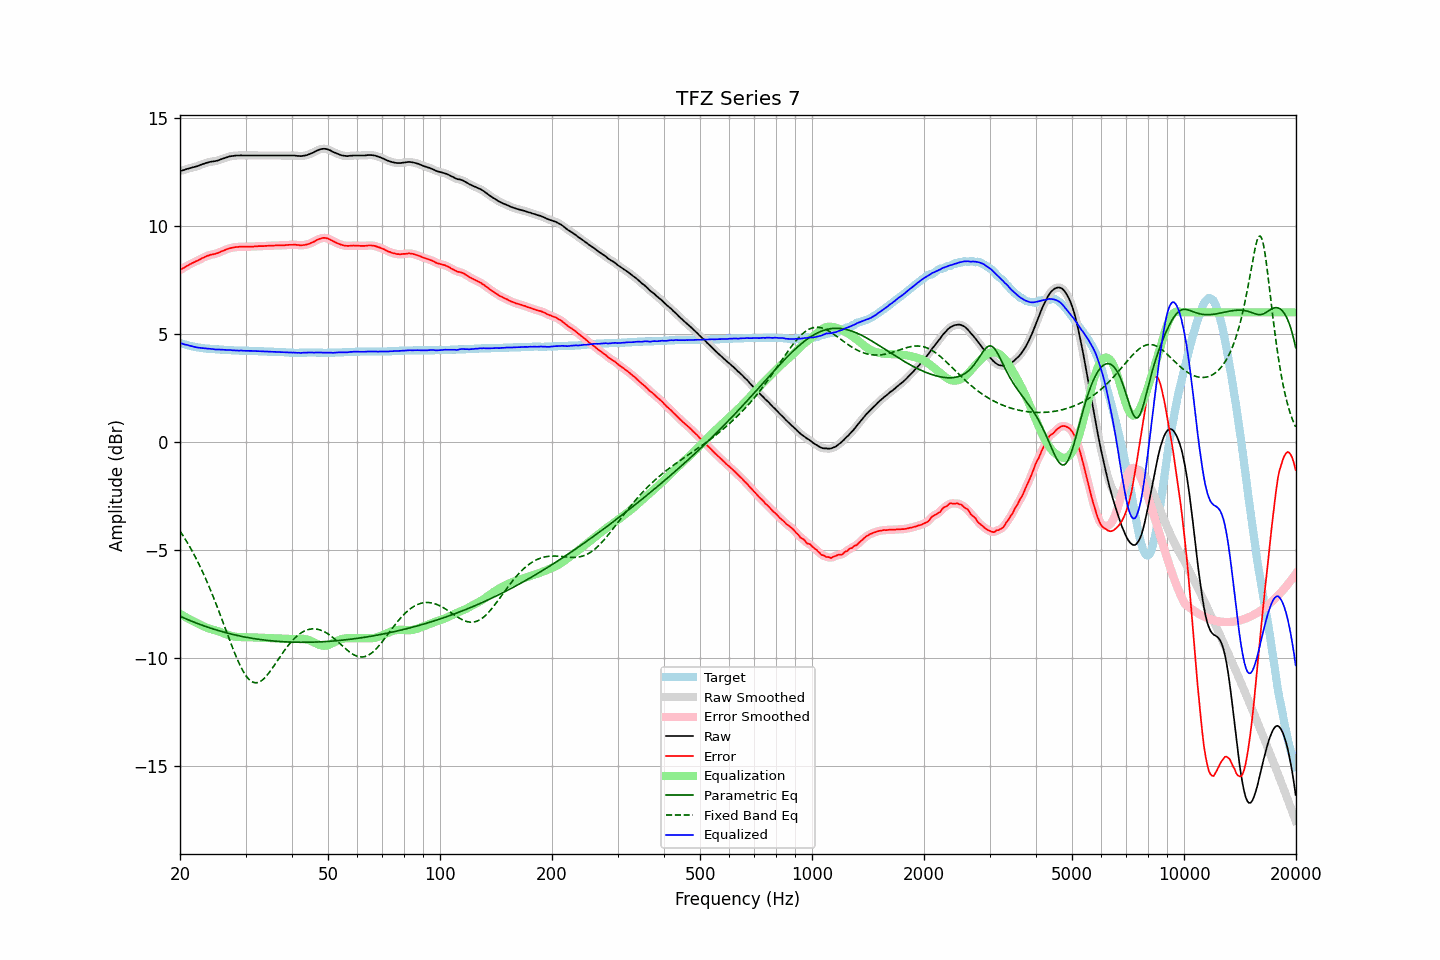 TFZ Series 7
Amplitude (dBr)
15
10
5
0
−5
−10
−15
Target
Raw Smoothed
Error Smoothed
Raw
Error
Equalization
Parametric Eq
Fixed Band Eq
Equalized
20 50 100 200 500 1000 2000 5000 10000 20000
Frequency (Hz)